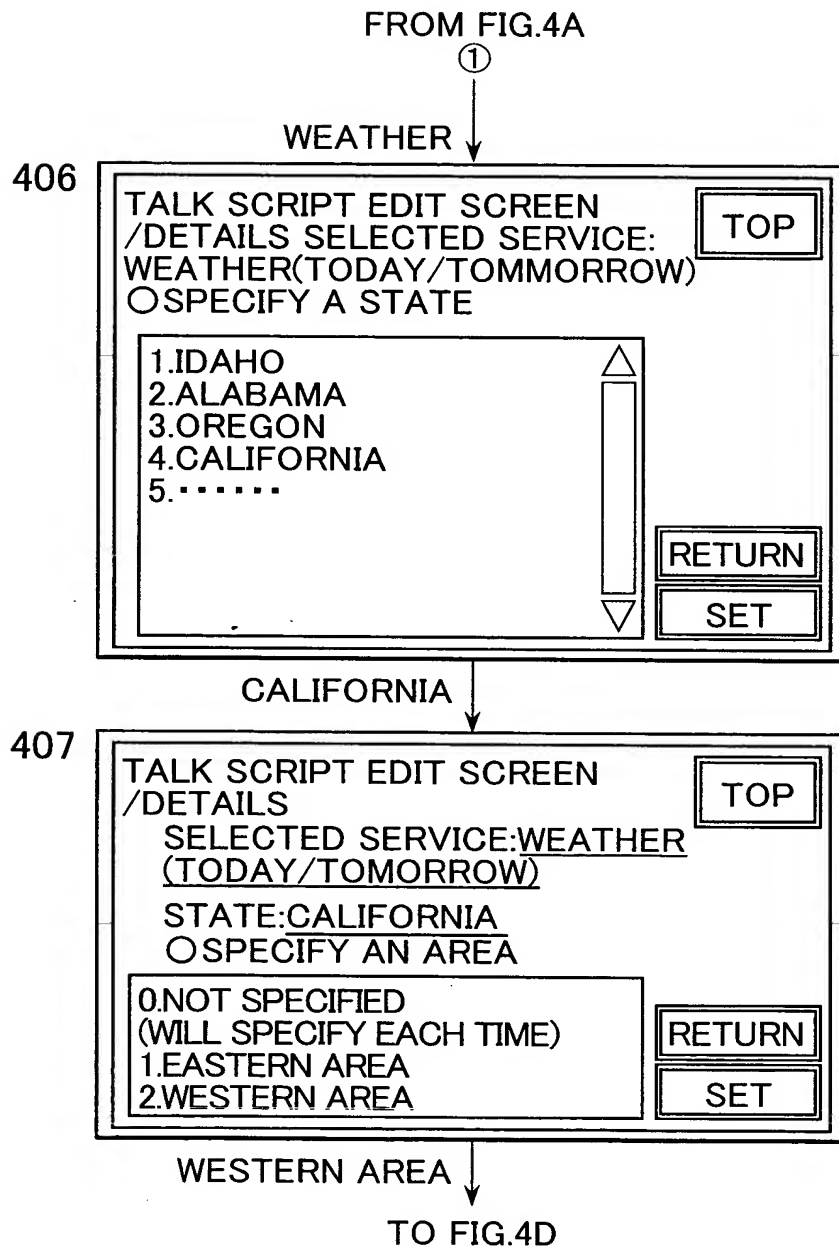 FROM FIG.4A
①
WEATHER
406
TALK SCRIPT EDIT SCREEN
/DETAILS SELECTED SERVICE:
WEATHER(TODAY/TOMMORROW)
○SPECIFY A STATE
TOP
1.IDAHO
2.ALABAMA
3.OREGON
4.CALIFORNIA
5.･･････
RETURN
SET
CALIFORNIA
407
TALK SCRIPT EDIT SCREEN
/DETAILS
TOP
SELECTED SERVICE:WEATHER
(TODAY/TOMORROW)
STATE:CALIFORNIA
○SPECIFY AN AREA
0.NOT SPECIFIED
(WILL SPECIFY EACH TIME)
1.EASTERN AREA
2.WESTERN AREA
RETURN
SET
WESTERN AREA
TO FIG.4D